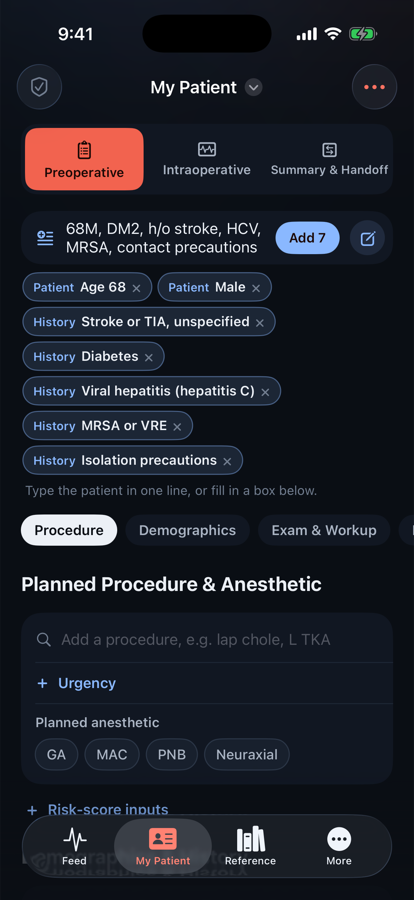 9:41
My Patient
Preoperative
Intraoperative
Summary & Handoff
68M, DM2, h/o stroke, HCV,
MRSA, contact precautions
Add 7
Patient Age 68 ×
Patient Male ×
History Stroke or TIA, unspecified ×
History Diabetes ×
History Viral hepatitis (hepatitis C) ×
History MRSA or VRE ×
History Isolation precautions ×
Type the patient in one line, or fill in a box below.
Procedure
Demographics
Exam & Workup
Planned Procedure & Anesthetic
Add a procedure, e.g. lap chole, L TKA
+ Urgency
Planned anesthetic
GA
MAC
PNB
Neuraxial
+ Risk-score inputs
Feed
My Patient
Reference
More